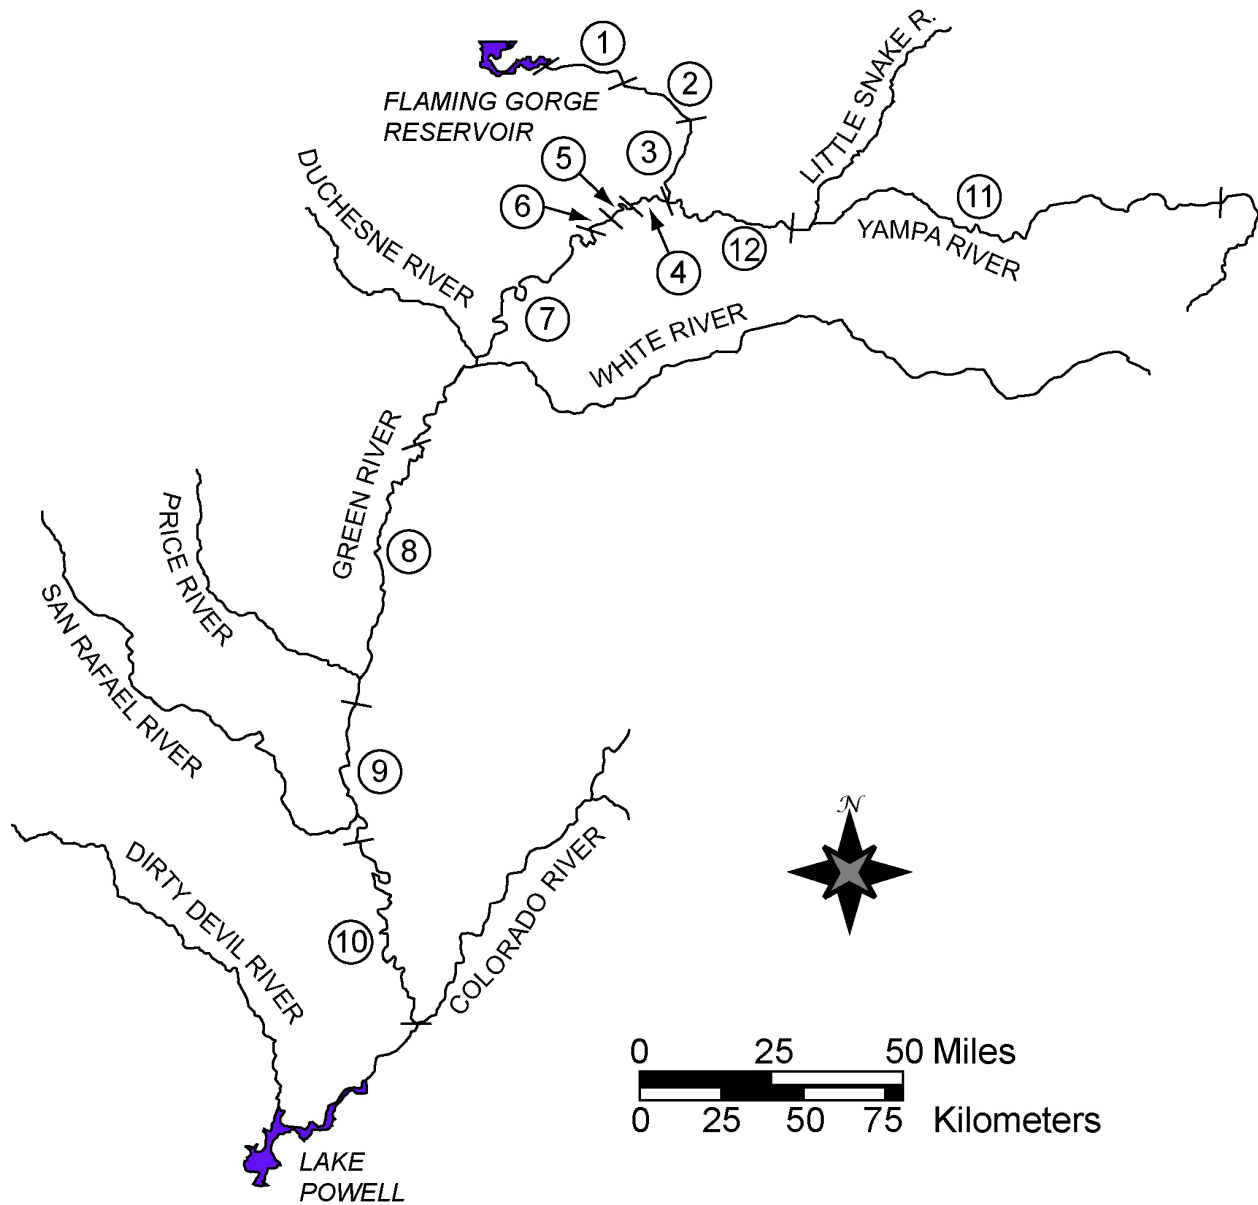 1
2
FLAMING GORGE
RESERVOIR
LITTLE SNAKE R.
3
5
DUCHESNE RIVER
6
11
YAMPA RIVER
12
4
7
WHITE RIVER
GREEN RIVER
8
PRICE RIVER
SAN RAFAEL RIVER
9
N
DIRTY DEVIL RIVER
COLORADO RIVER
10
0 25 50 Miles
0 25 50 75 Kilometers
LAKE
POWELL